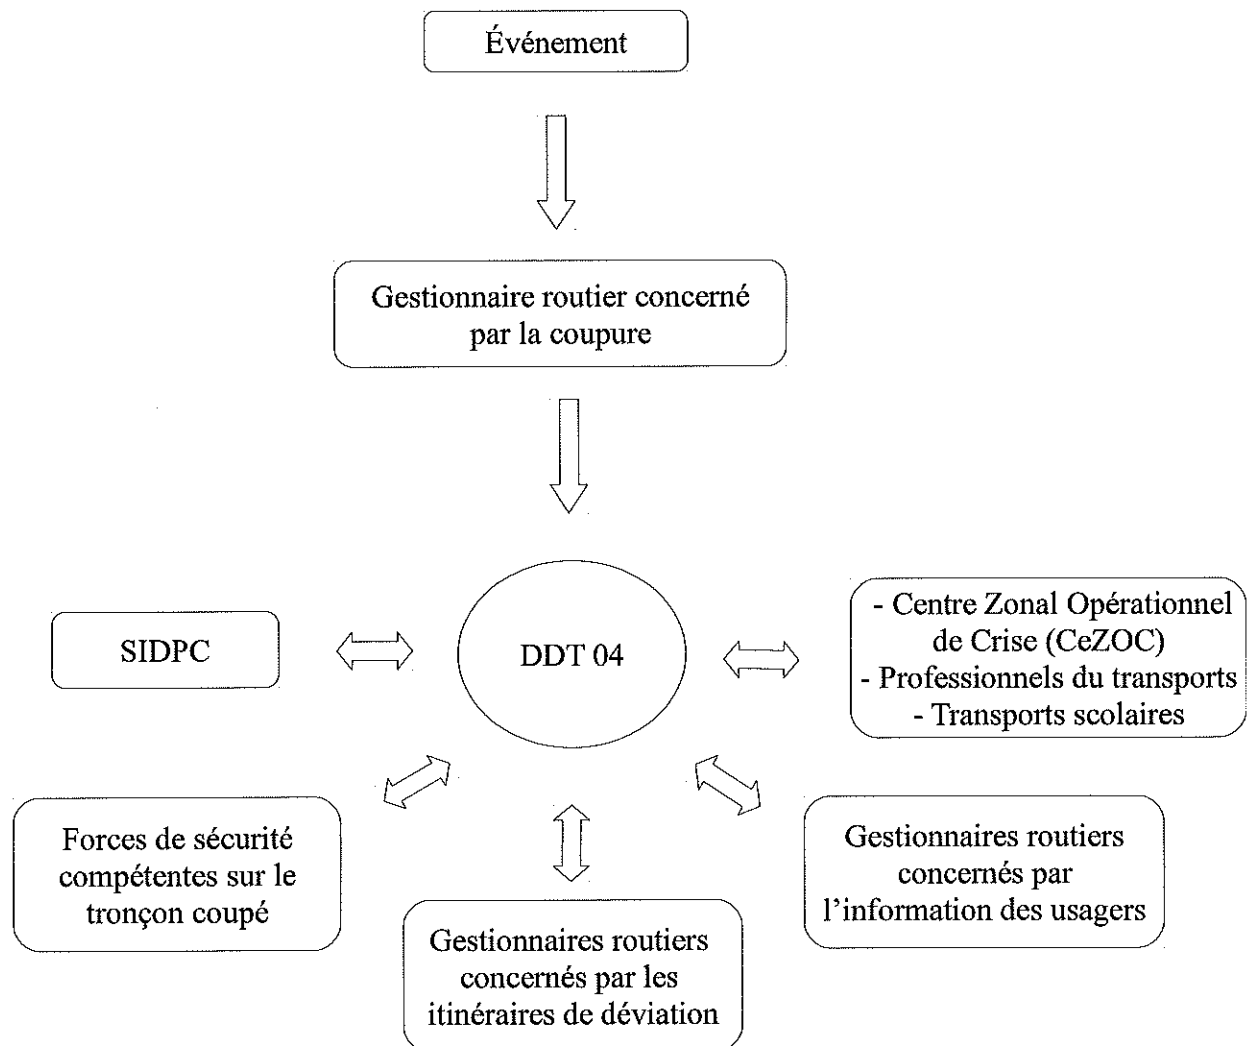 Événement
Gestionnaire routier concerné
par la coupure
SIDPC
DDT 04
- Centre Zonal Opérationnel
de Crise (CeZOC)
- Professionnels du transports
- Transports scolaires
Forces de sécurité
compétentes sur le
tronçon coupé
Gestionnaires routiers
concernés par les
itinéraires de déviation
Gestionnaires routiers
concernés par
l’information des usagers